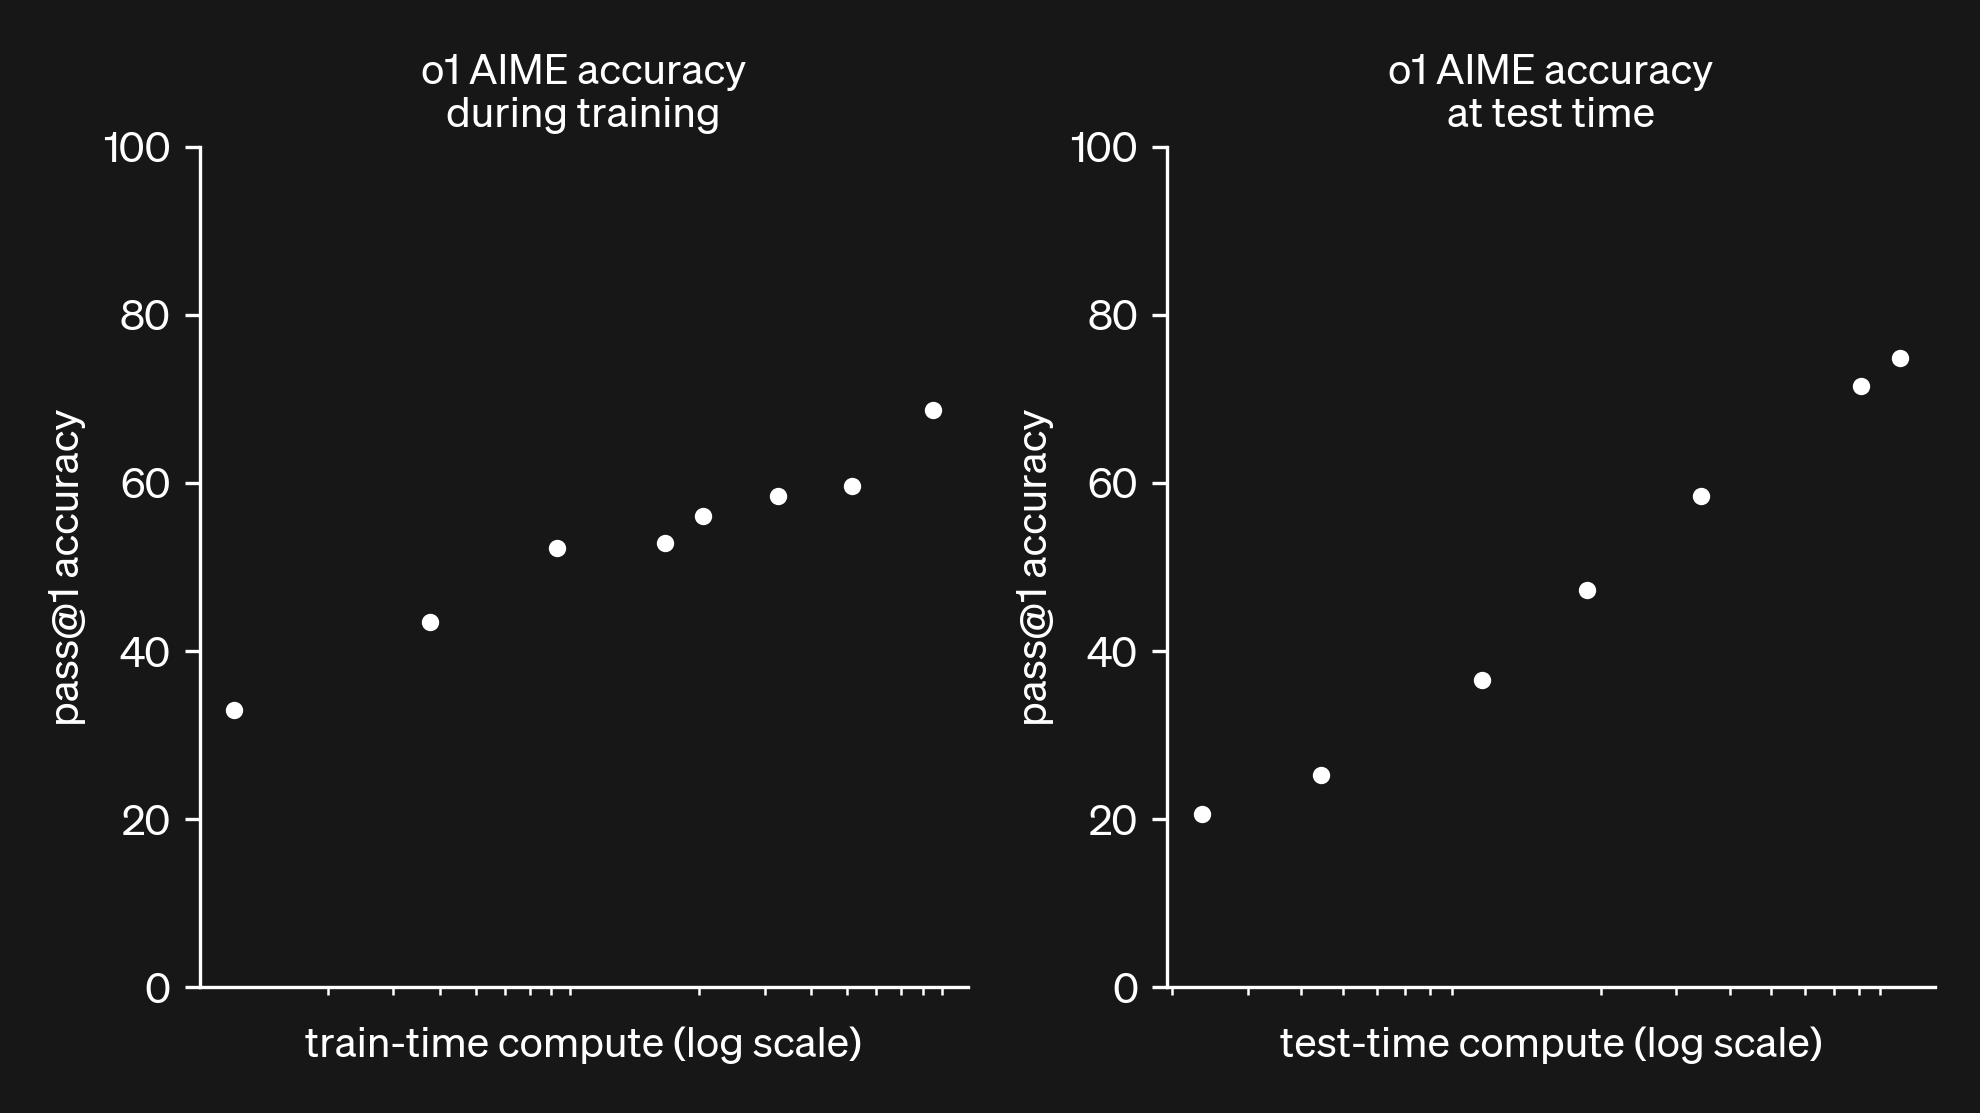 o1 AIME accuracy
during training
100
80
60
40
20
0
pass@1 accuracy
train-time compute (log scale)
o1 AIME accuracy
at test time
100
80
60
40
20
0
pass@1 accuracy
test-time compute (log scale)